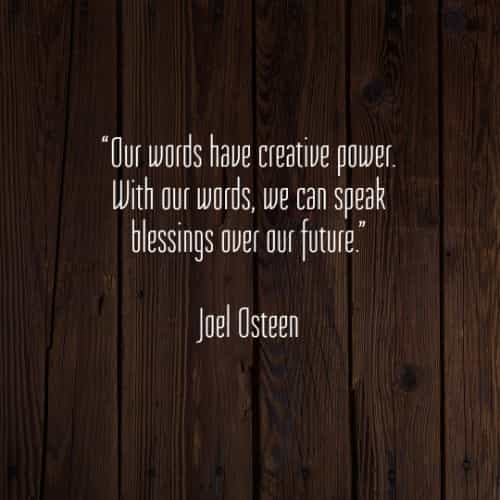 “Our words have creative power.
With our words, we can speak
blessings over our future.”
Joel Osteen